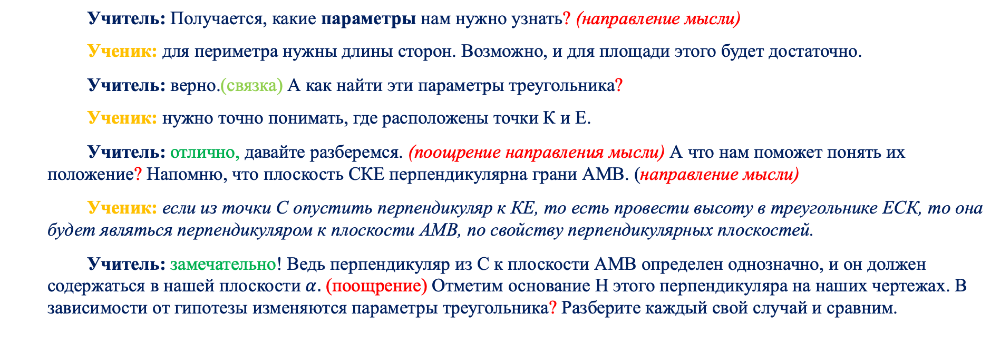 Учитель: Получается, какие параметры нам нужно узнать? (направление мысли)
Ученик: для периметра нужны длины сторон. Возможно, и для площади этого будет достаточно.
Учитель: верно.(связка) А как найти эти параметры треугольника?
Ученик: нужно точно понимать, где расположены точки К и Е.
Учитель: отлично, давайте разберемся. (поощрение направления мысли) А что нам поможет понять их
положение? Напомню, что плоскость СКЕ перпендикулярна грани АМВ. (направление мысли)
Ученик: если из точки С опустить перпендикуляр к КЕ, то есть провести высоту в треугольнике ЕСК, то она
будет являться перпендикуляром к плоскости АМВ, по свойству перпендикулярных плоскостей.
Учитель: замечательно! Ведь перпендикуляр из С к плоскости АМВ определен однозначно, и он должен
содержаться в нашей плоскости α. (поощрение) Отметим основание Н этого перпендикуляра на наших чертежах. В
зависимости от гипотезы изменяются параметры треугольника? Разберите каждый свой случай и сравним.